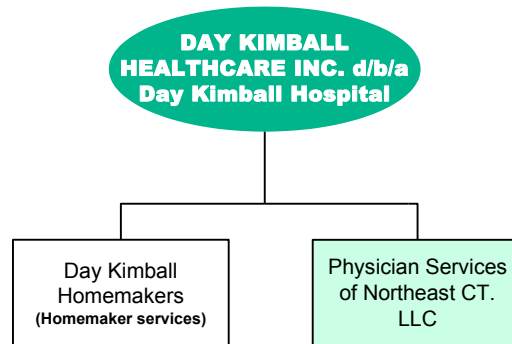 DAY KIMBALL
HEALTHCARE INC. d/b/a
Day Kimball Hospital
Day Kimball
Homemakers
(Homemaker services)
Physician Services
of Northeast CT.
LLC